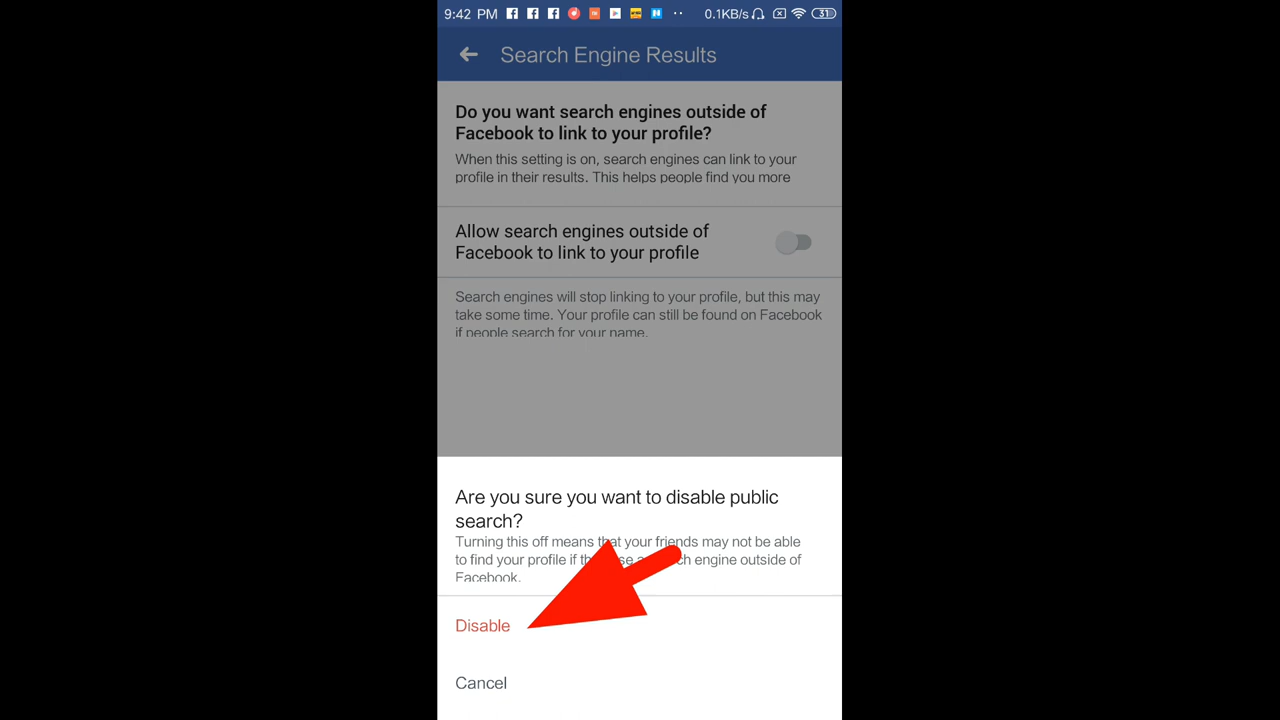 9:42 PM 0.1KB/s 31
Search Engine Results
Do you want search engines outside of
Facebook to link to your profile?
When this setting is on, search engines can link to your
profile in their results. This helps people find you more
Allow search engines outside of
Facebook to link to your profile
Search engines will stop linking to your profile, but this may
take some time. Your profile can still be found on Facebook
if people search for your name.
Are you sure you want to disable public
search?
Turning this off means that your friends may not be able
to find your profile if engine outside of
Facebook.
Disable
Cancel